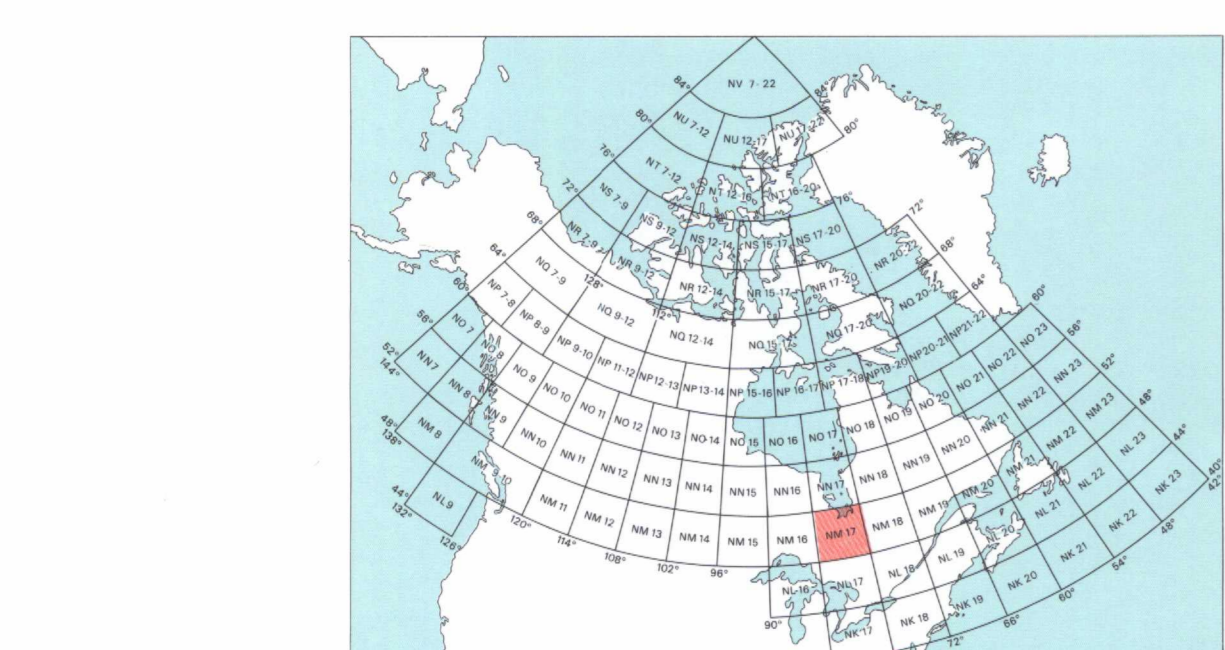 NV 7-22
84°
84°
NU 7-12
NU 12-17
NU 17-22
80°
80°
NT 7-12
NT 12-16
NT 16-20
76°
76°
NS 7-9
NS 9-12
NS 12-14
NS 15-17
NS 17-20
72°
72°
NR 7-9
NR 9-12
NR 12-14
NR 15-17
NR 17-20
NR 20-22
68°
68°
NQ 7-9
128°
NQ 9-12
112°
NQ 12-14
NQ 15-17
NQ 17-20
NQ 20-22
64°
64°
NP 7-8
NP 8-9
NP 9-10
NP 11-12
NP 12-13
NP 13-14
NP 15-16
NP 16-17
NP 17-18
NP 19-20
NP 20-21
NP 21-22
60°
60°
NO 7
NO 8
NO 9
NO 10
NO 11
NO 12
NO 13
NO 14
NO 15
NO 16
NO 17
NO 18
NO 19
NO 20
NO 21
NO 22
NO 23
56°
56°
NN 7
NN 8
NN 9
NN 10
NN 11
NN 12
NN 13
NN 14
NN 15
NN 16
NN 17
NN 18
NN 19
NN 20
NN 21
NN 22
NN 23
52°
52°
144°
NM 8
NM 9-10
NM 11
NM 12
NM 13
NM 14
NM 15
NM 16
NM 17
NM 18
NM 19
NM 20
NM 21
NM 22
NM 23
48°
48°
138°
NL 9
NL 16
NL 17
NL 18
NL 19
NL 20
NL 21
NL 22
NL 23
44°
44°
132°
126°
120°
114°
108°
102°
96°
90°
NK 17
NK 18
NK 19
NK 20
NK 21
NK 22
NK 23
40°
42°
48°
54°
60°
66°
72°